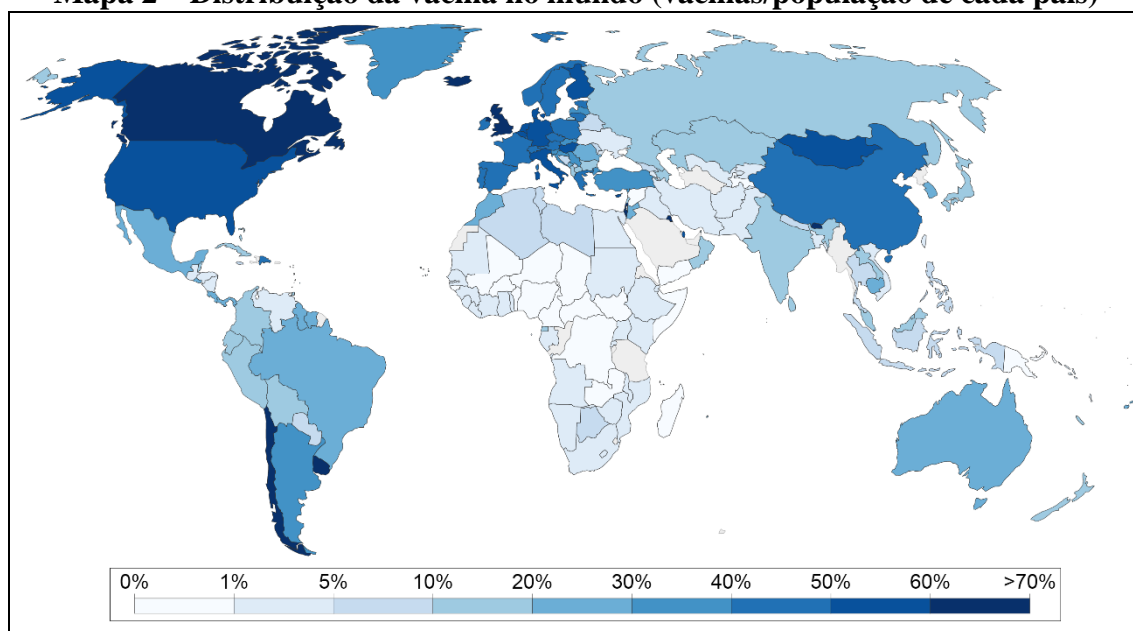 Mapa 2 – Distribuição da vacina no mundo (vacinas/população de cada país)
0% 1% 5% 10% 20% 30% 40% 50% 60% >70%